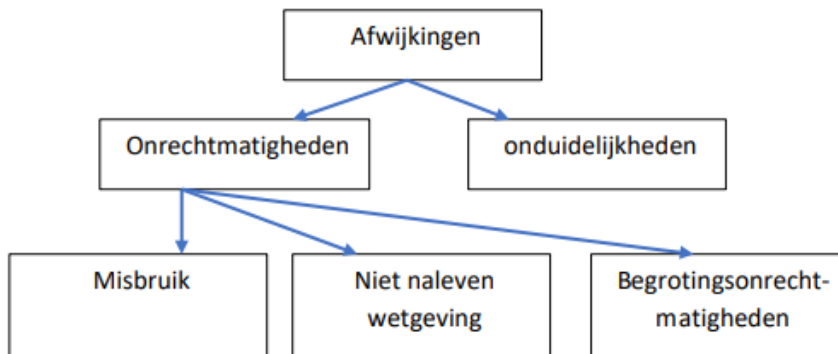 Afwijkingen
Onrechtmatigheden
onduidelijkheden
Misbruik
Niet naleven
wetgeving
Begrotingsonrecht-
matigheden